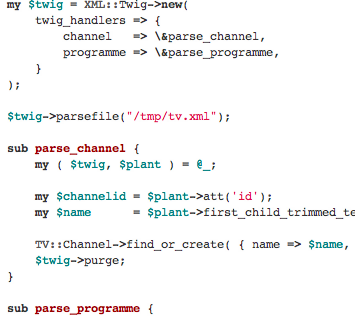 my $twig = XML::Twig->new(
    twig_handlers => {
        channel   => \&parse_channel,
        programme => \&parse_programme,
    }
);
$twig->parsefile("/tmp/tv.xml");
sub parse_channel {
    my ( $twig, $plant ) = @_;
    my $channelid = $plant->att('id');
    my $name      = $plant->first_child_trimmed_te
    TV::Channel->find_or_create( { name => $name,
    $twig->purge;
}
sub parse_programme {